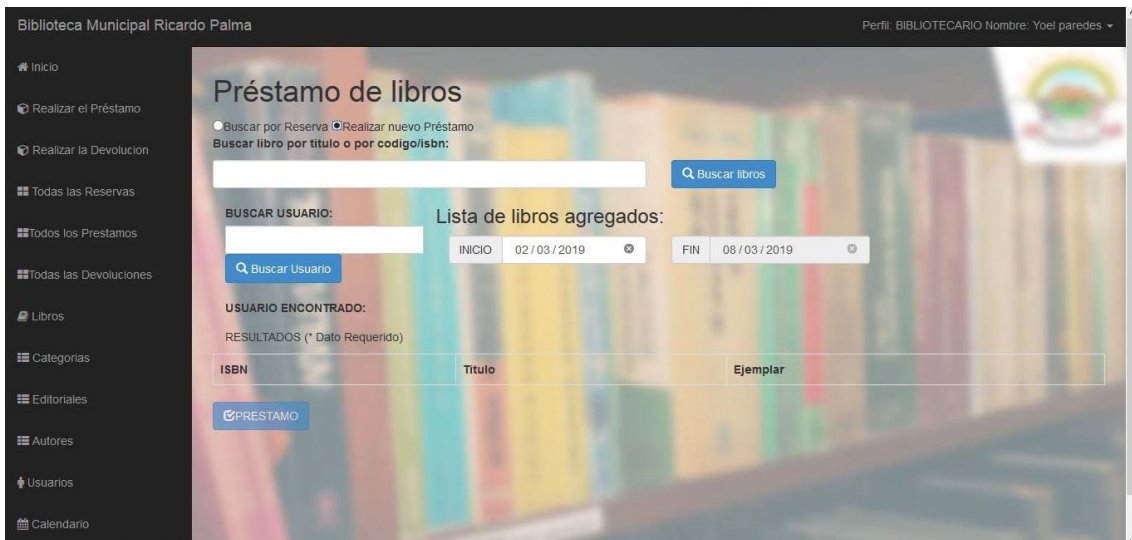 Biblioteca Municipal Ricardo Palma
Perfil: BIBLIOTECARIO Nombre: Yoel paredes
Inicio
Realizar el Préstamo
Realizar la Devolucion
Todas las Reservas
Todos los Prestamos
Todas las Devoluciones
Libros
Categorias
Editoriales
Autores
Usuarios
Calendario
Préstamo de libros
Buscar por Reserva Realizar nuevo Préstamo
Buscar libro por titulo o por codigo/isbn:
Buscar libros
BUSCAR USUARIO:
Buscar Usuario
Lista de libros agregados:
INICIO 02/03/2019 FIN 08/03/2019
USUARIO ENCONTRADO:
RESULTADOS (* Dato Requerido)
ISBN Titulo Ejemplar
PRESTAMO